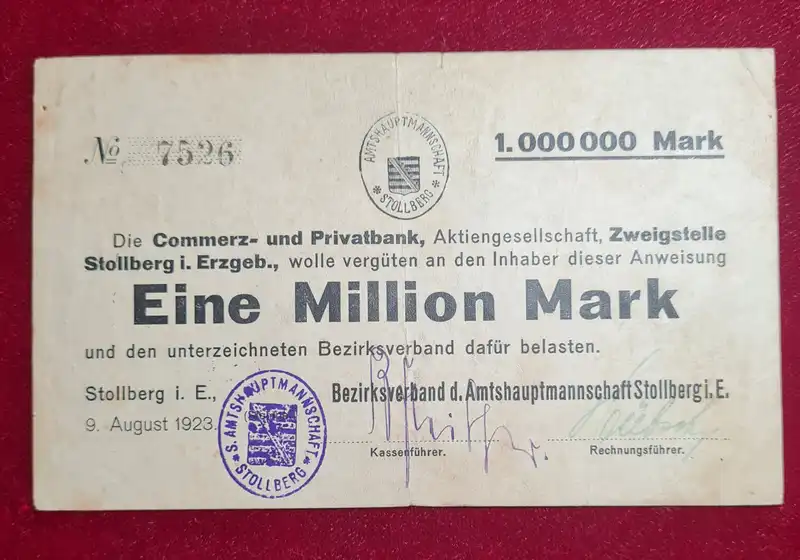 № 7526
AMTSHAUPTMANNSCHAFT
* STOLLBERG *
1.000 000 Mark
Die Commerz- und Privatbank, Aktiengesellschaft, Zweigstelle
Stollberg i. Erzgeb., wolle vergüten an den Inhaber dieser Anweisung
Eine Million Mark
und den unterzeichneten Bezirksverband dafür belasten.
Stollberg i. E.,
9. August 1923.
S. AMTSHAUPTMANNSCHAFT
* STOLLBERG *
Bezirksverband d. Amtshauptmannschaft Stollberg i. E.
Kassenführer.
Rechnungsführer.